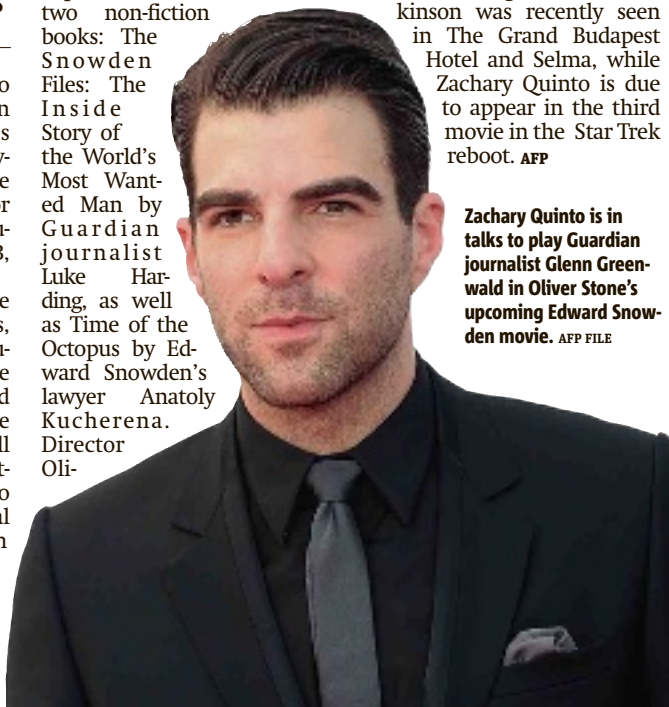 two non-fiction
books: The
Snowden
Files: The
Inside
Story of
the World's
Most Want-
ed Man by
Guardian
journalist
Luke Har-
ding, as well
as Time of the
Octopus by Ed-
ward Snowden's
lawyer Anatoly
Kucherena.
Director
Oli-
kinson was recently seen
in The Grand Budapest
Hotel and Selma, while
Zachary Quinto is due
to appear in the third
movie in the Star Trek
reboot. AFP
Zachary Quinto is in
talks to play Guardian
journalist Glenn Green-
wald in Oliver Stone's
upcoming Edward Snow-
den movie. AFP FILE